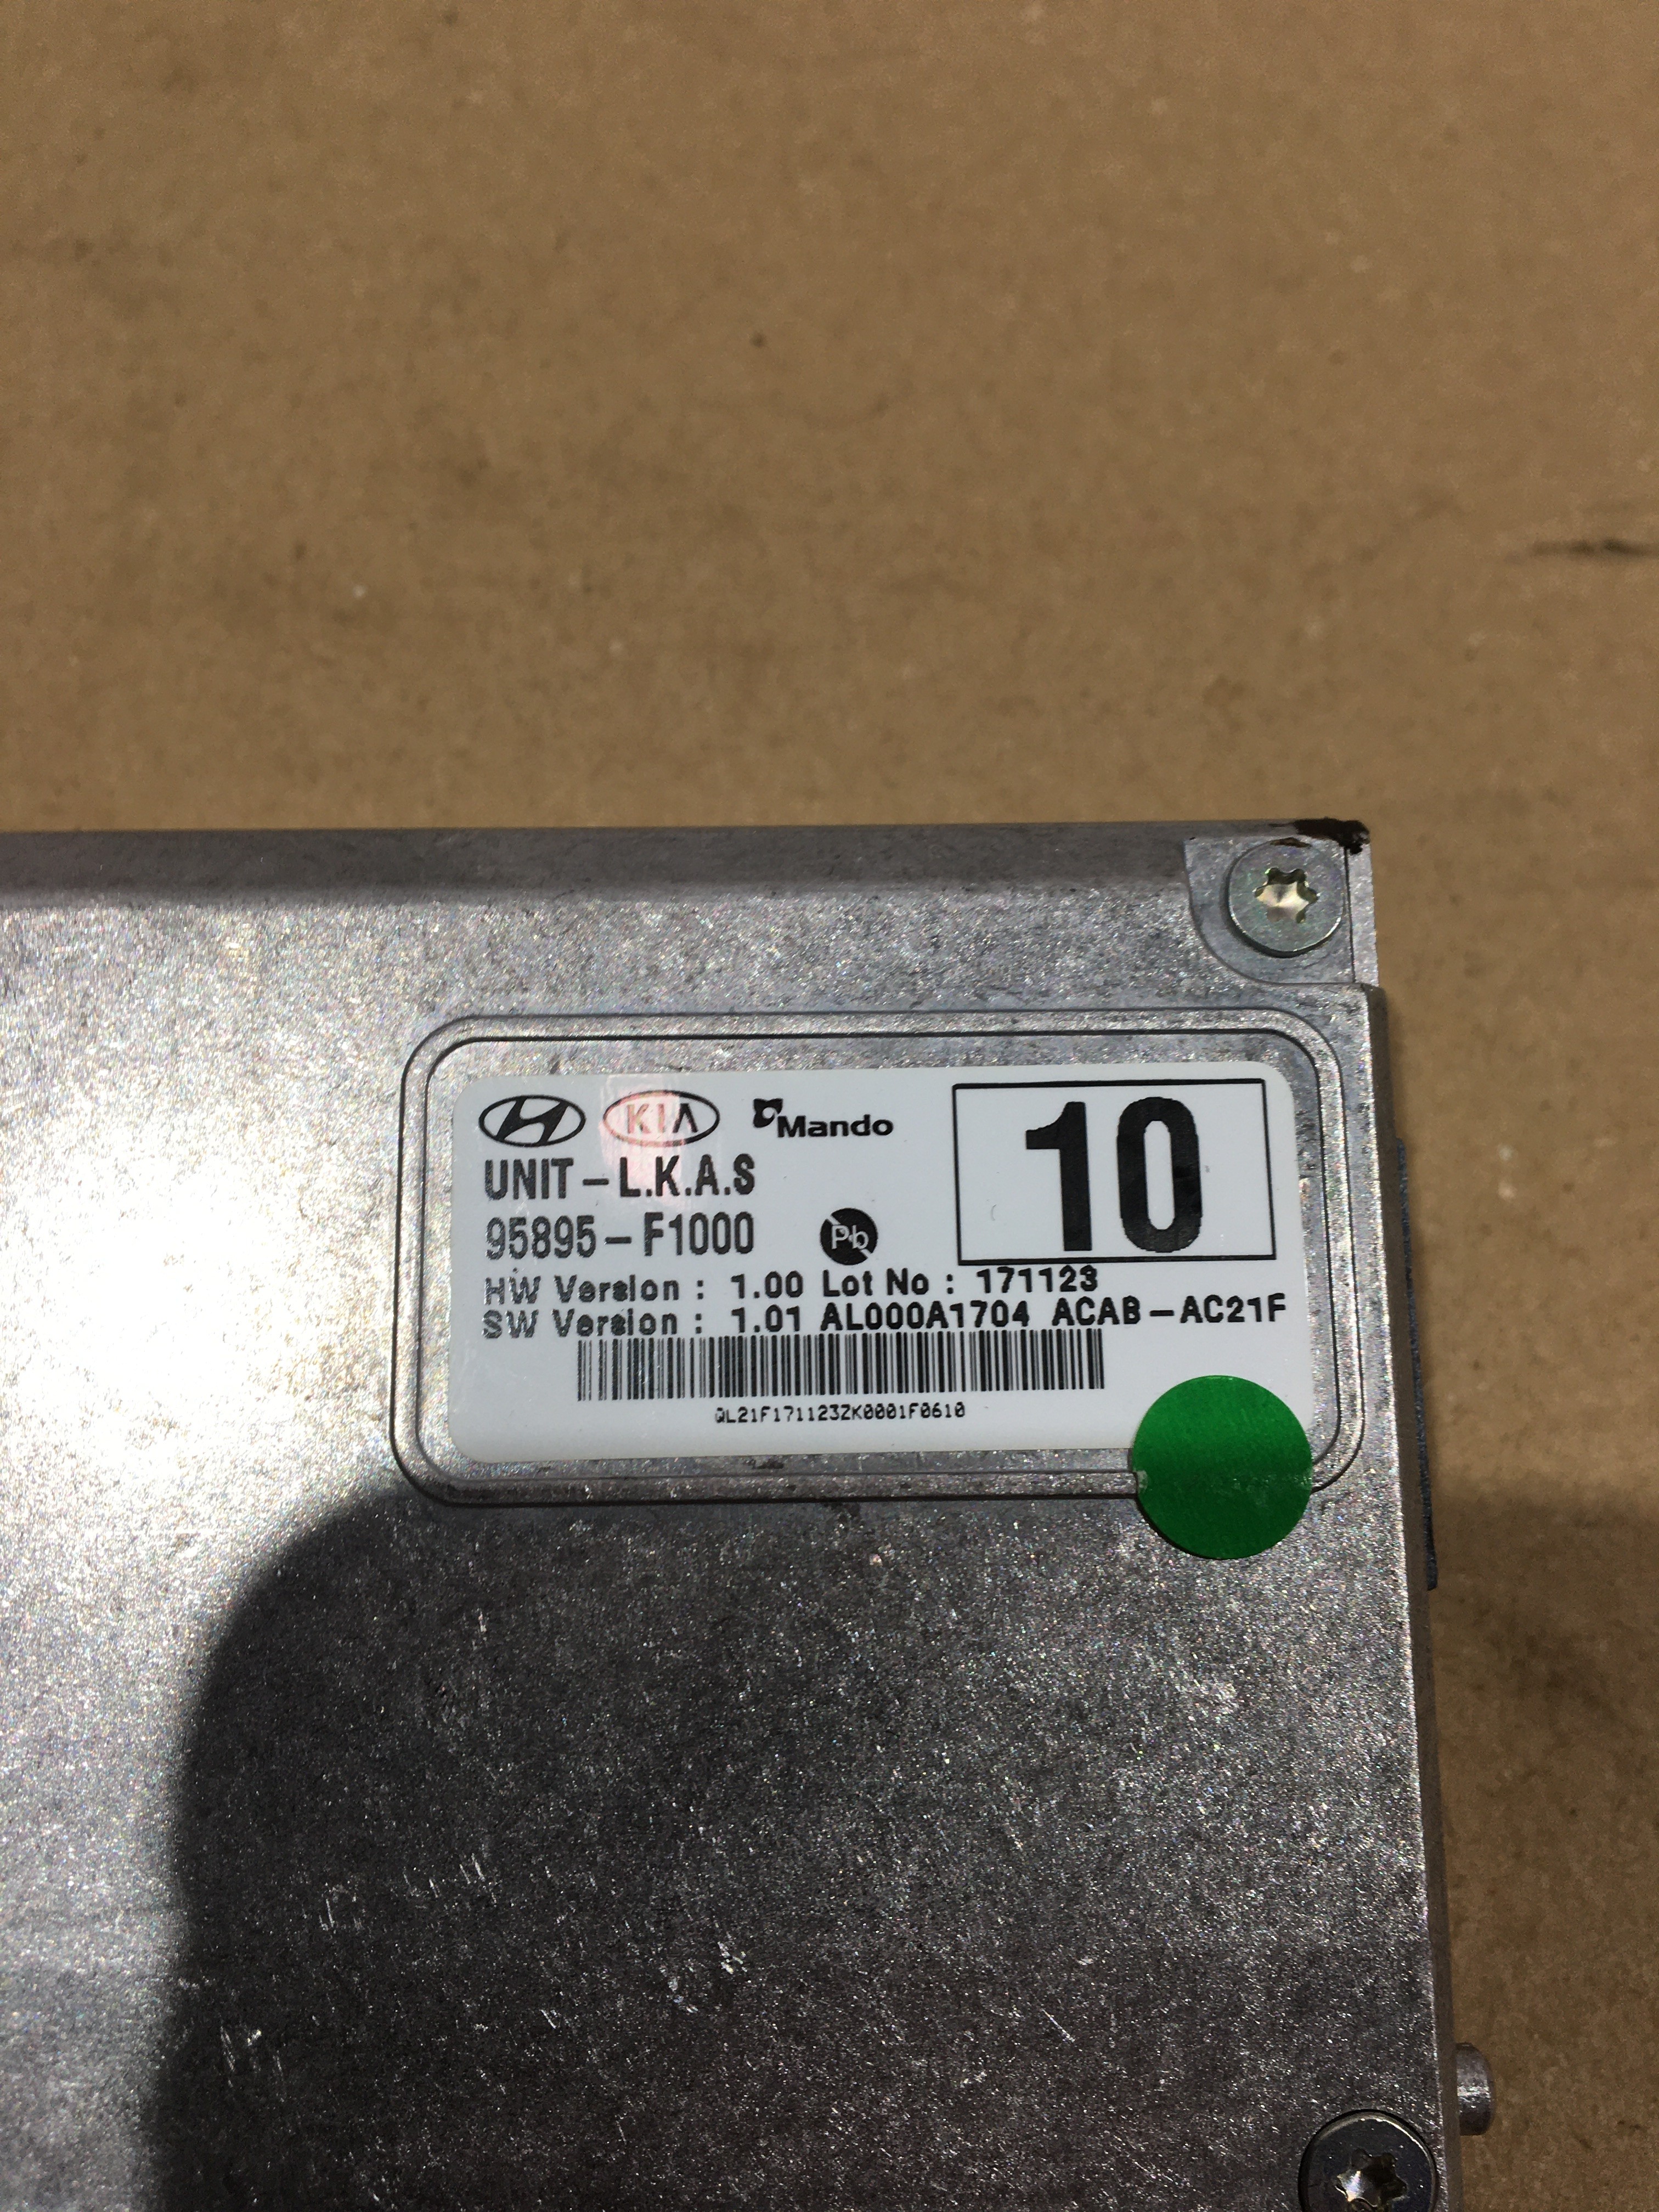 KIA Mando 10
UNIT-L.K.A.S
95895-F1000 Pb
HW Version : 1.00 Lot No : 171123
SW Version : 1.01 AL000A1704 ACAB-AC21F
QL21F171123ZK0001F0610